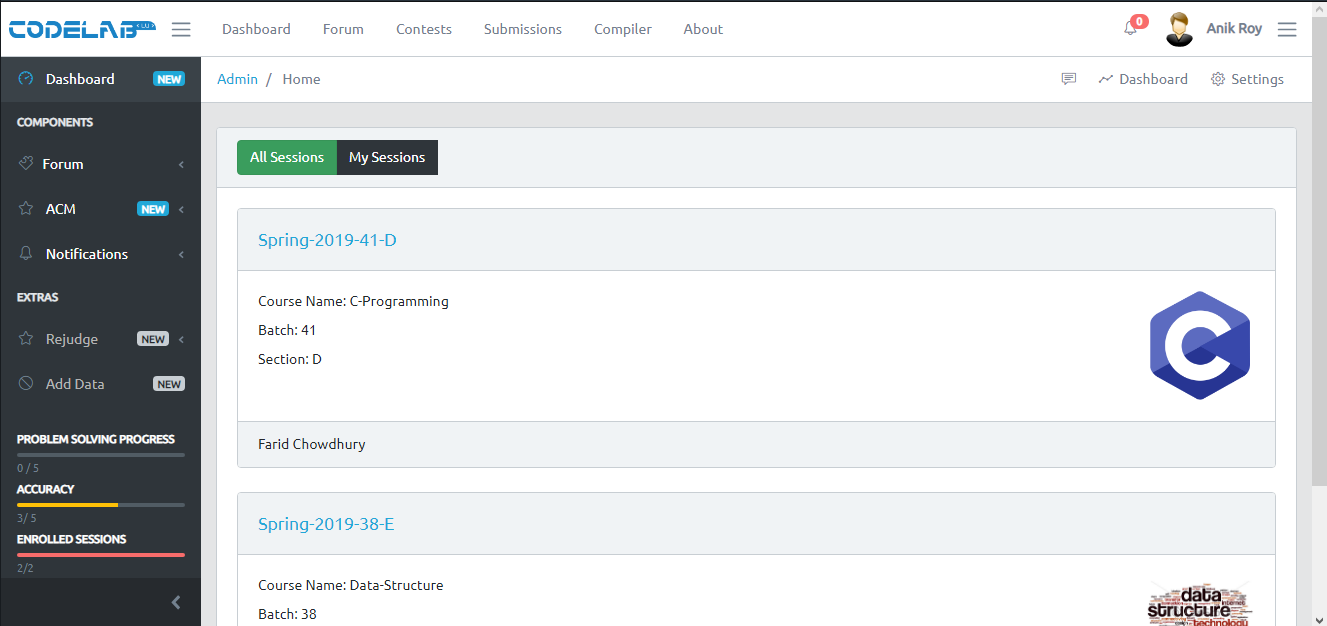 CODELAB
Dashboard Forum Contests Submissions Compiler About
0
Anik Roy
Dashboard NEW
COMPONENTS
Forum
ACM NEW
Notifications
EXTRAS
Rejudge NEW
Add Data NEW
PROBLEM SOLVING PROGRESS
0 / 5
ACCURACY
3/ 5
ENROLLED SESSIONS
2/2
Admin / Home
Dashboard Settings
All Sessions My Sessions
Spring-2019-41-D
Course Name: C-Programming
Batch: 41
Section: D
C
Farid Chowdhury
Spring-2019-38-E
Course Name: Data-Structure
Batch: 38
data
structure
technology